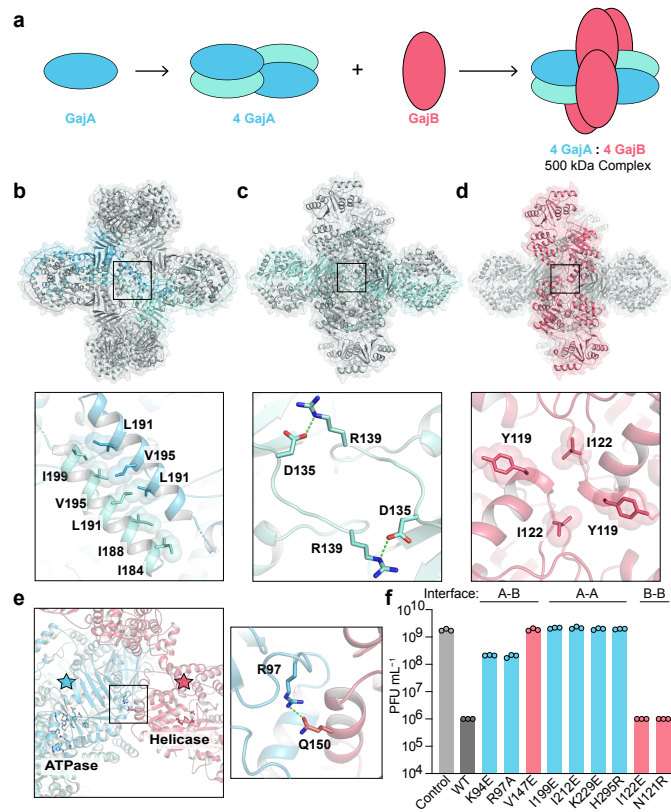 a
GajA
4 GajA
+
GajB
4 GajA : 4 GajB
500 kDa Complex
b
c
d
L191
V195
I199
L191
V195
L191
I188
I184
R139
D135
D135
R139
Y119
I122
I122
Y119
e
ATPase
Helicase
R97
Q150
f
Interface: A-B A-A B-B
PFU mL⁻¹
10¹⁰
10⁹
10⁸
10⁷
10⁶
10⁵
10⁴
Control
WT
K94E
R97A
V147E
I199E
I212E
K229E
H295R
I122E
N121R